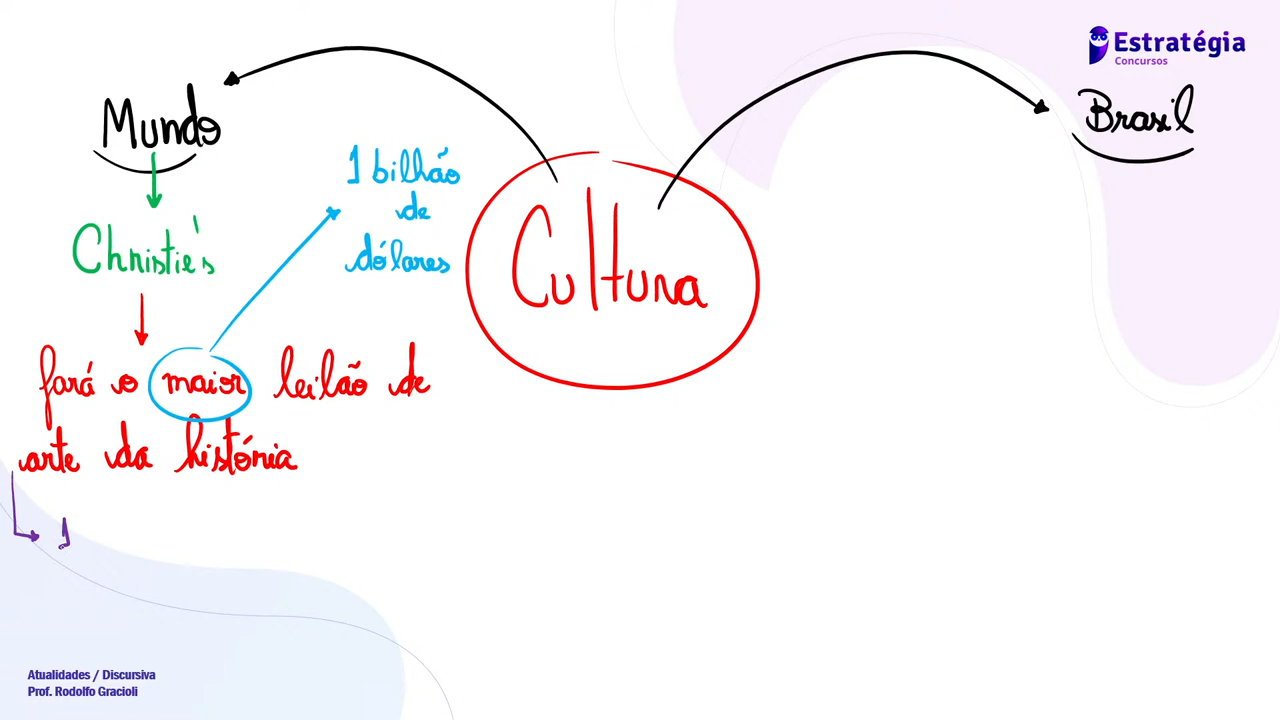 Estratégia
Concursos
Mundo
Brasil
Cultura
1 bilhão
de
dólares
Christie's
fará o maior leilão de
arte da história
1
Atualidades / Discursiva
Prof. Rodolfo Gracioli